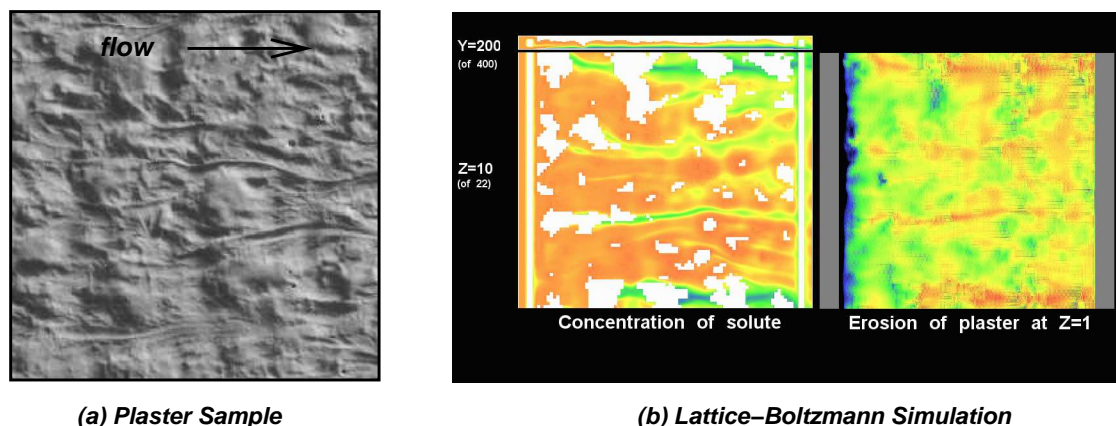 flow
Y=200
(of 400)
Z=10
(of 22)
Concentration of solute
Erosion of plaster at Z=1
(a) Plaster Sample
(b) Lattice–Boltzmann Simulation